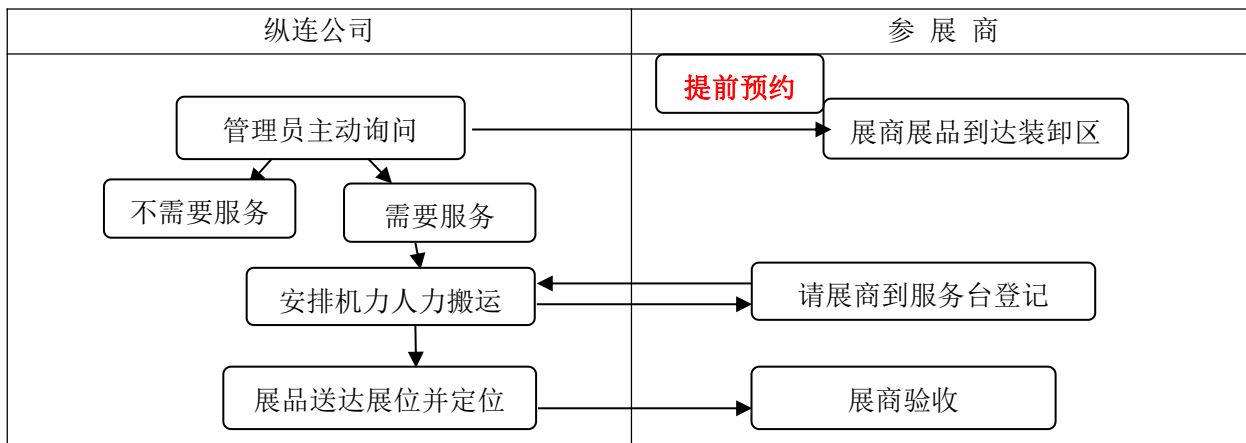 纵连公司
参 展 商
提前预约
管理员主动询问
展商展品到达装卸区
不需要服务
需要服务
安排机力人力搬运
请展商到服务台登记
展品送达展位并定位
展商验收